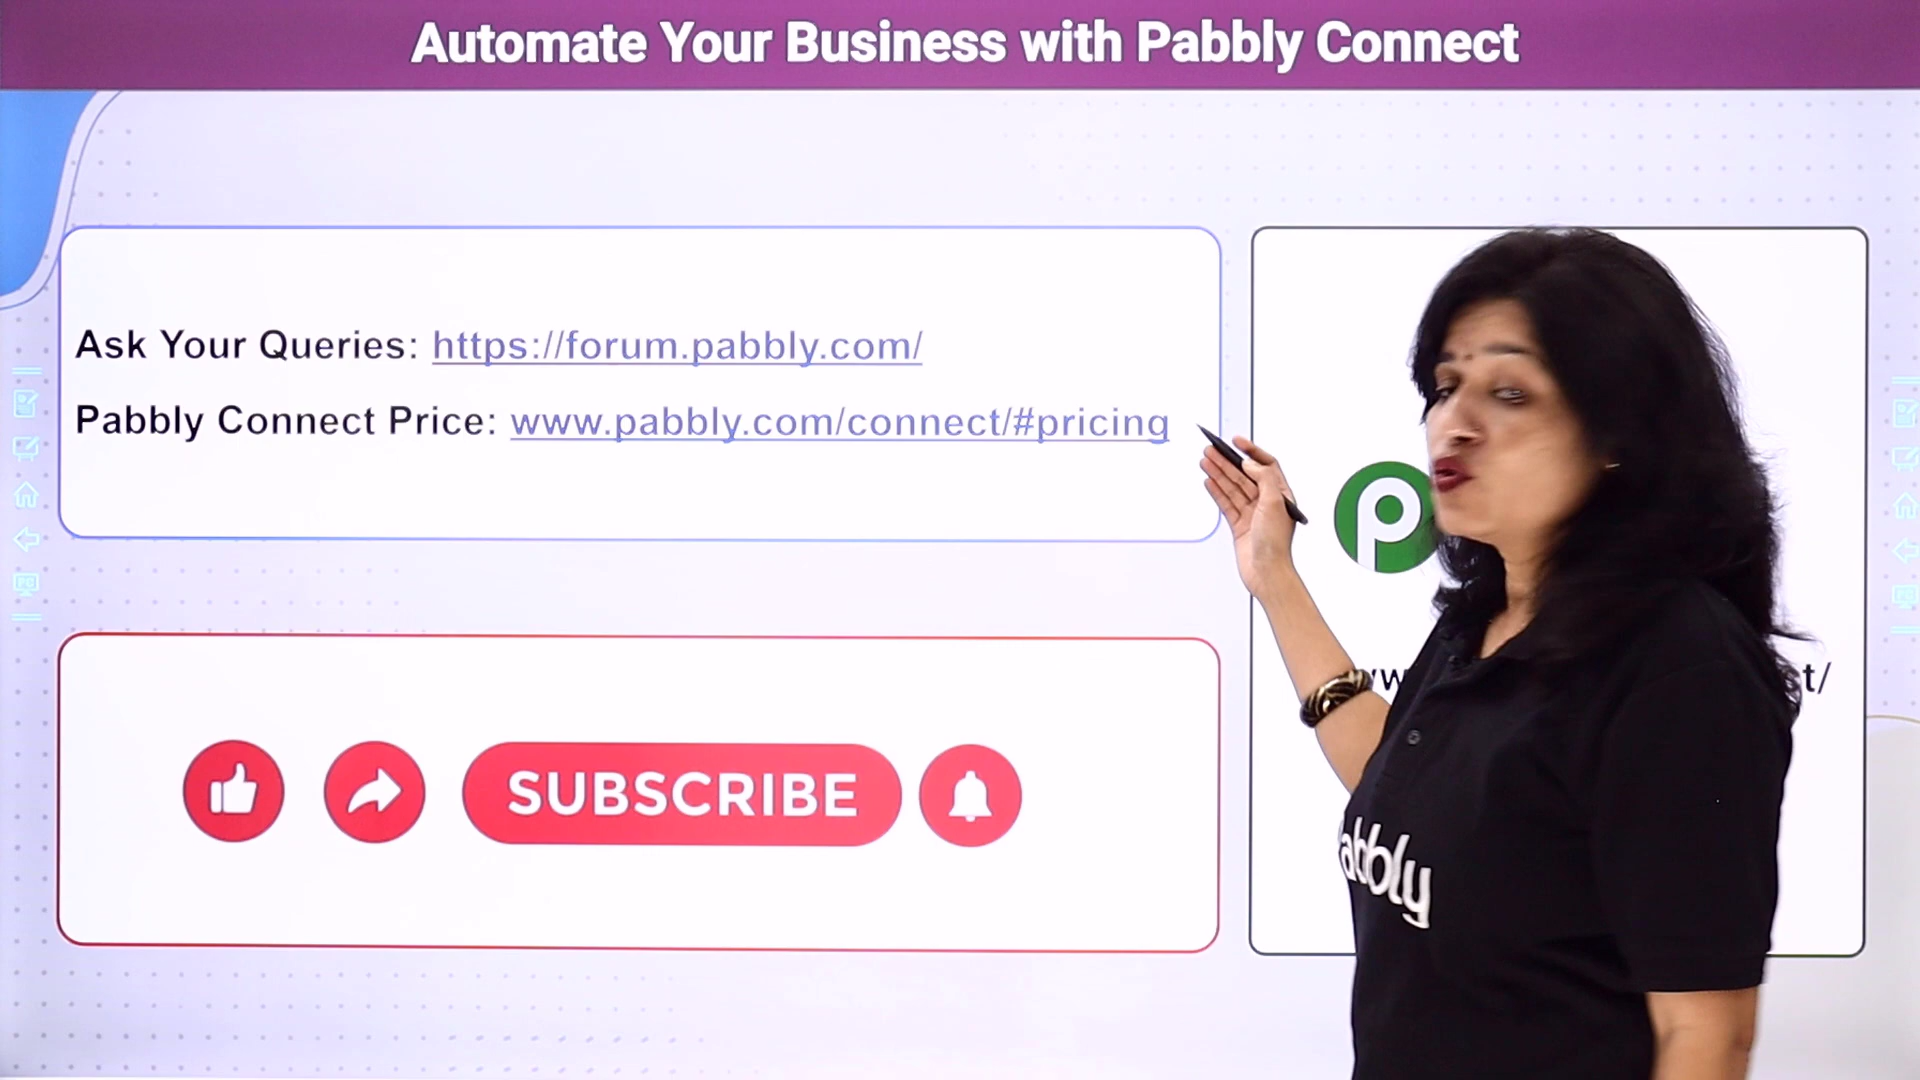 Automate Your Business with Pabbly Connect
Ask Your Queries: https://forum.pabbly.com/
Pabbly Connect Price: www.pabbly.com/connect/#pricing
SUBSCRIBE
Pabbly